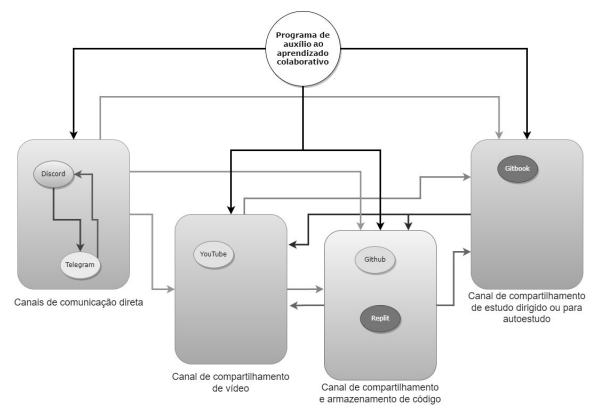 Programa de
auxílio ao
aprendizado
colaborativo
Discord
Telegram
Canais de comunicação direta
YouTube
Canal de compartilhamento
de vídeo
Github
Replit
Canal de compartilhamento
e armazenamento de código
Gitbook
Canal de compartilhamento
de estudo dirigido ou para
autoestudo